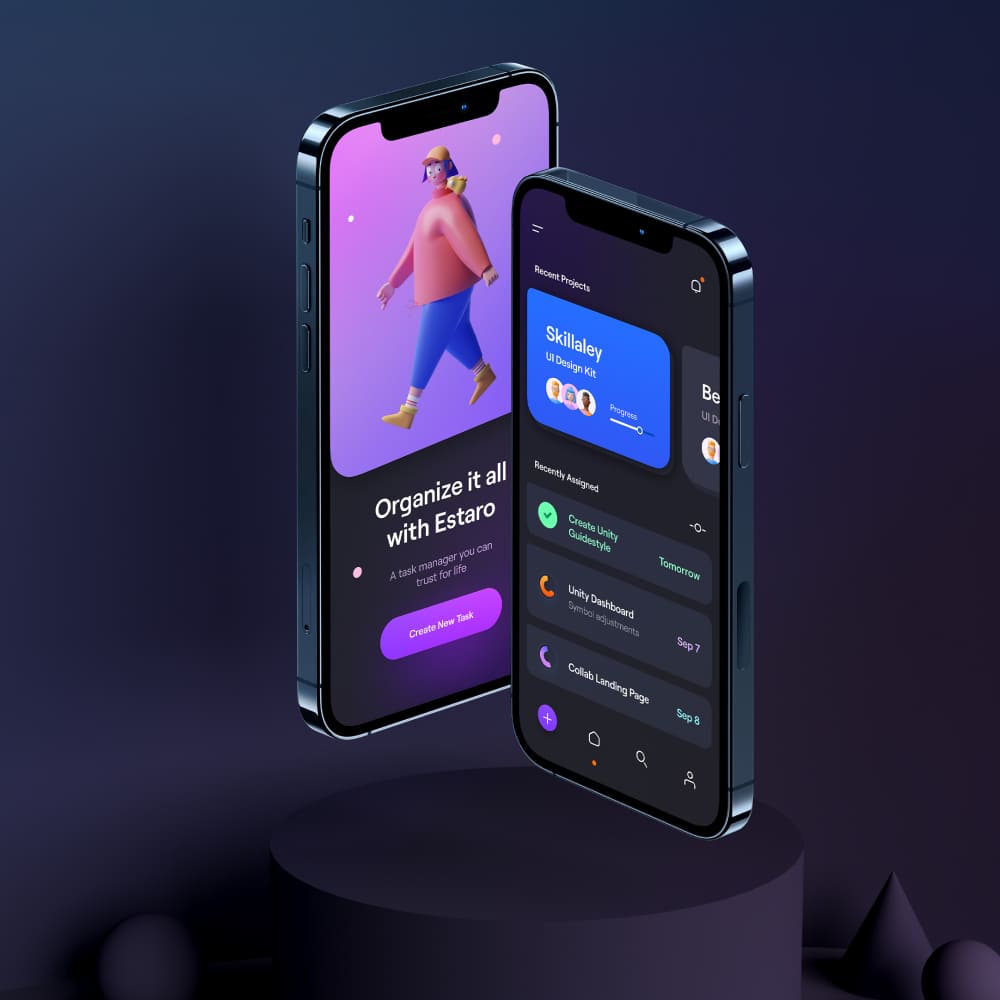 Organize it all
with Estaro
A task manager you can
trust for life
Create New Task
Recent Projects
Skillaley
UI Design Kit
Progress
Be
UI D
Recently Assigned
Create Unity
Guidestyle
Tomorrow
Unity Dashboard
Symbol adjustments
Sep 7
Collab Landing Page
Sep 8